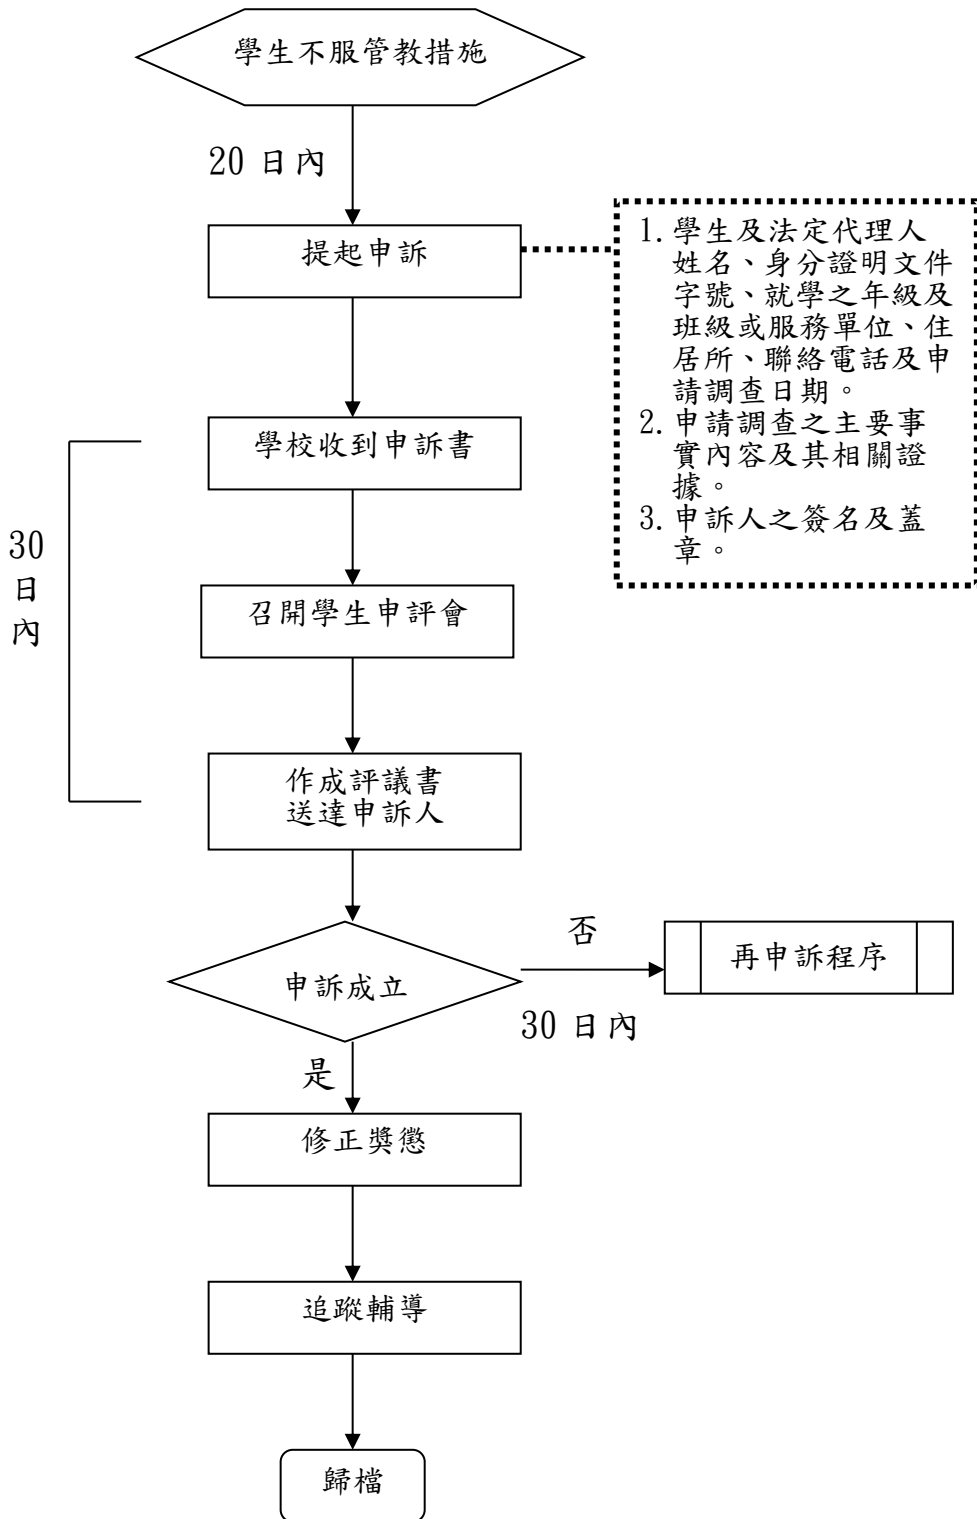 學生不服管教措施
20 日內
提起申訴
1. 學生及法定代理人
姓名、身分證明文件
字號、就學之年級及
班級或服務單位、住
居所、聯絡電話及申
請調查日期。
2. 申請調查之主要事
實內容及其相關證
據。
3. 申訴人之簽名及蓋
章。
學校收到申訴書
30
日
內
召開學生申評會
作成評議書
送達申訴人
申訴成立
否
30 日內
再申訴程序
是
修正獎懲
追蹤輔導
歸檔